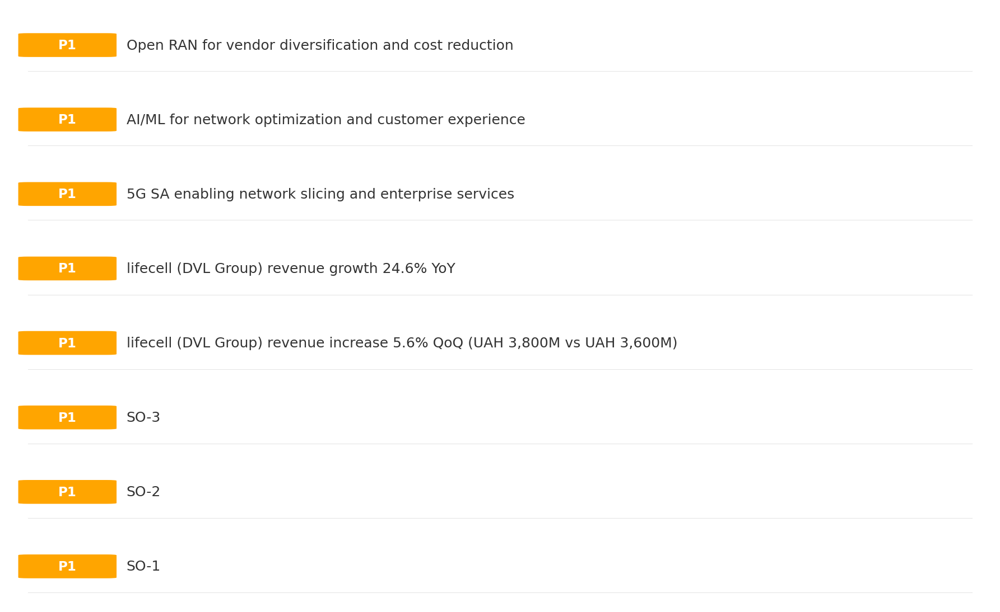 P1 Open RAN for vendor diversification and cost reduction
P1 AI/ML for network optimization and customer experience
P1 5G SA enabling network slicing and enterprise services
P1 lifecell (DVL Group) revenue growth 24.6% YoY
P1 lifecell (DVL Group) revenue increase 5.6% QoQ (UAH 3,800M vs UAH 3,600M)
P1 SO-3
P1 SO-2
P1 SO-1